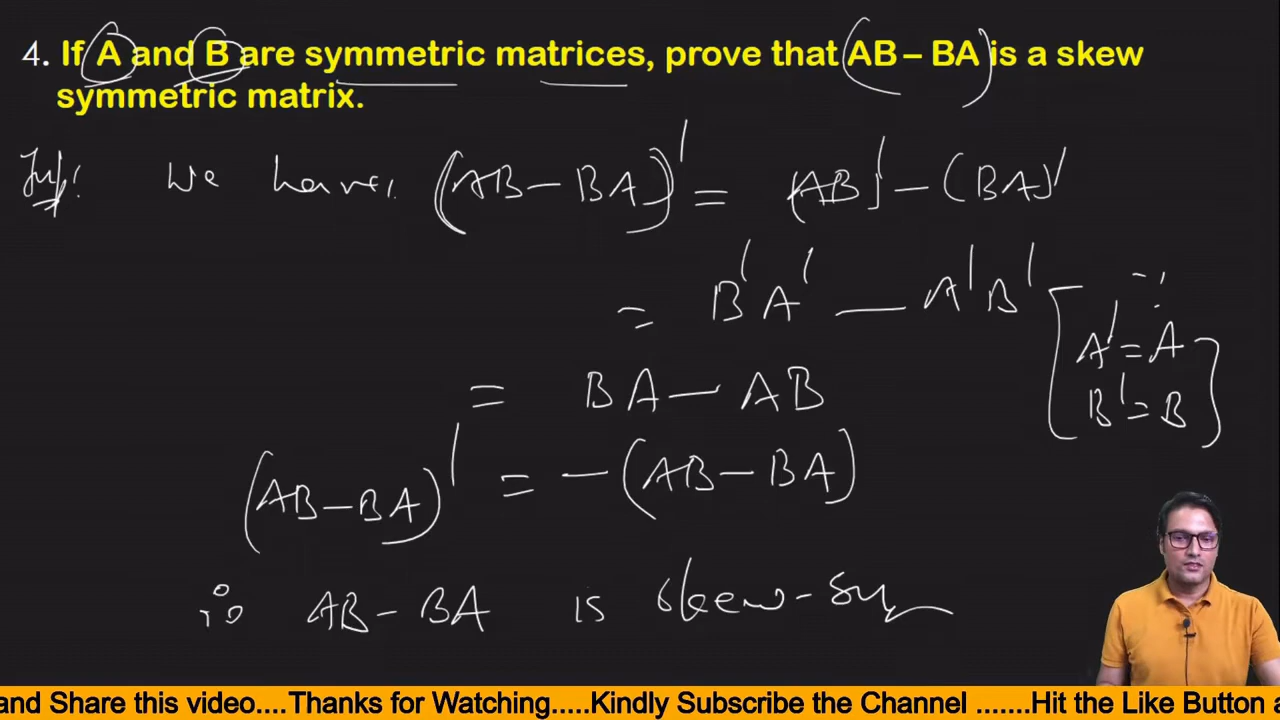 4. If A and B are symmetric matrices, prove that AB – BA is a skew
symmetric matrix.
We have: (AB – BA)' = (AB)' – (BA)'
= B'A' – A'B'
[∵
A' = A
B' = B]
= BA – AB
(AB – BA)' = – (AB – BA)
∴ AB – BA is skew-sy
and Share this video....Thanks for Watching.....Kindly Subscribe the Channel .......Hit the Like Button a